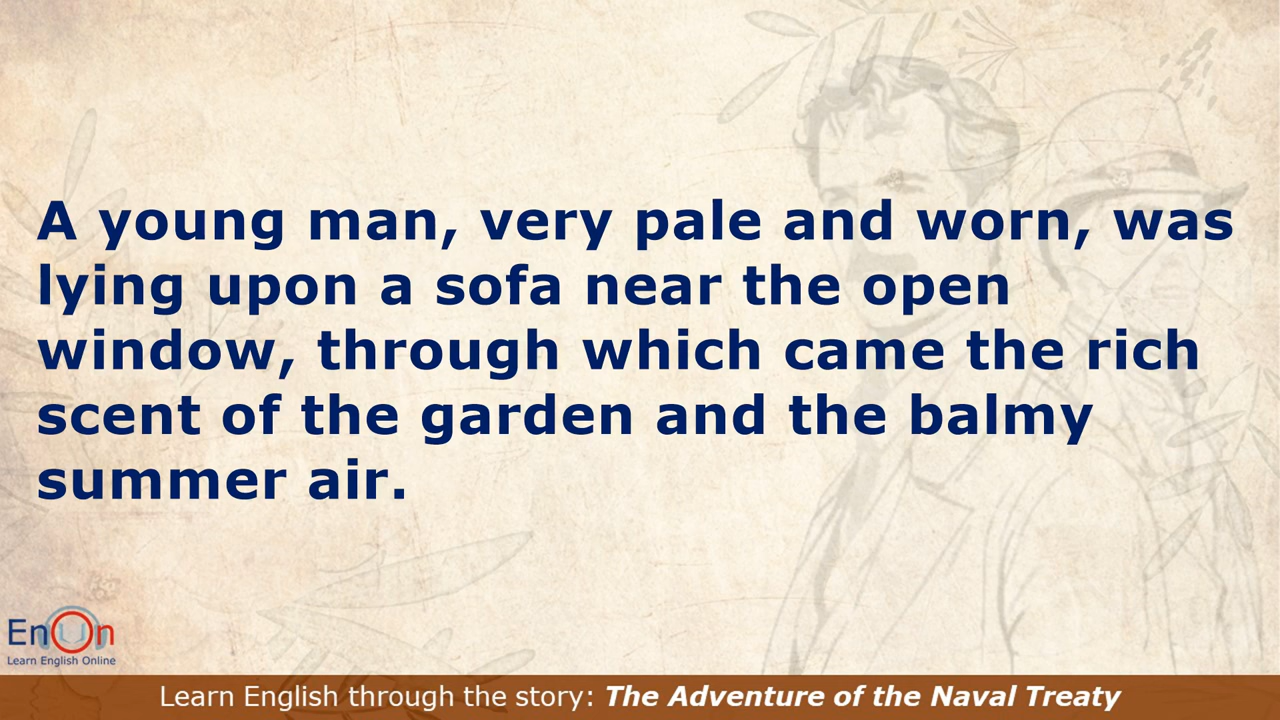 A young man, very pale and worn, was
lying upon a sofa near the open
window, through which came the rich
scent of the garden and the balmy
summer air.
EnOn
Learn English Online
Learn English through the story: The Adventure of the Naval Treaty